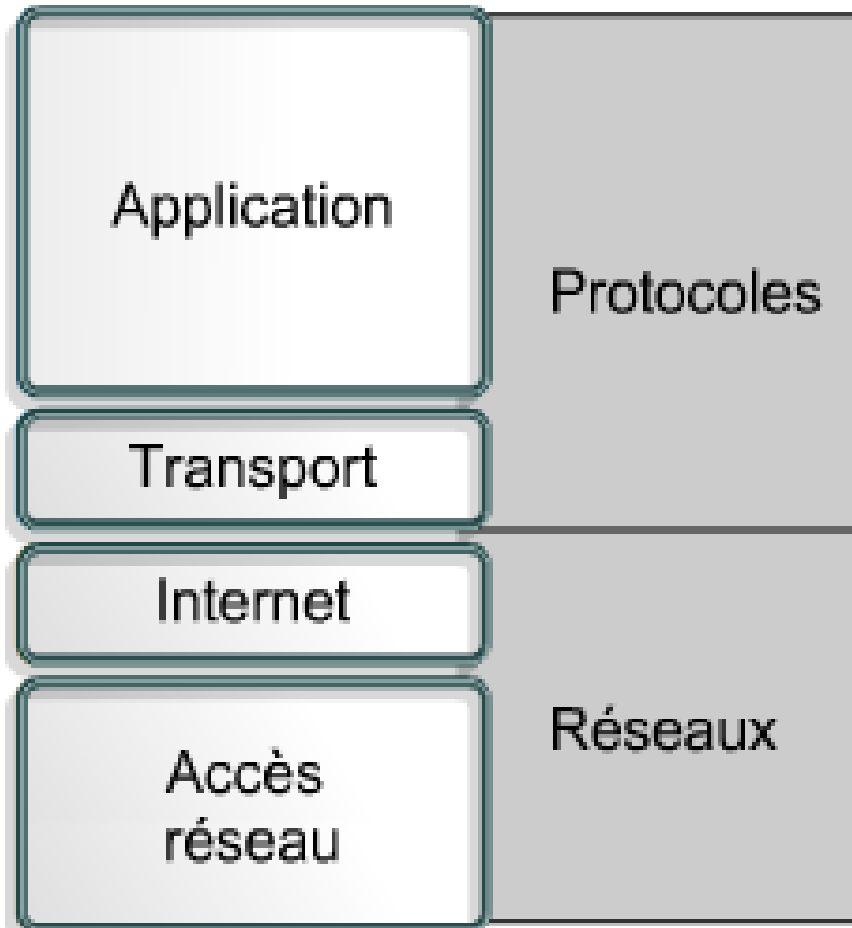 Application
Protocoles
Transport
Internet
Réseaux
Accès
réseau